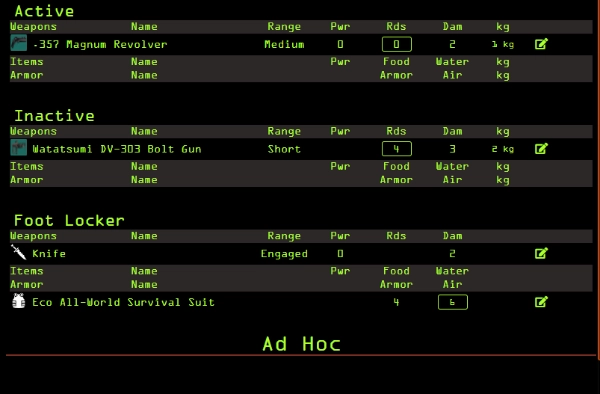 Active
Weapons Name Range Pwr Rds Dam kg
.357 Magnum Revolver Medium 0 0 2 1 kg
Items Name Pwr Food Water kg
Armor Name Armor Air kg
Inactive
Weapons Name Range Pwr Rds Dam kg
Watatsumi DV-303 Bolt Gun Short 4 3 2 kg
Items Name Pwr Food Water kg
Armor Name Armor Air kg
Foot Locker
Weapons Name Range Pwr Rds Dam
Knife Engaged 0 2
Items Name Pwr Food Water
Armor Name Armor Air
Eco All-World Survival Suit 4 6
Ad Hoc